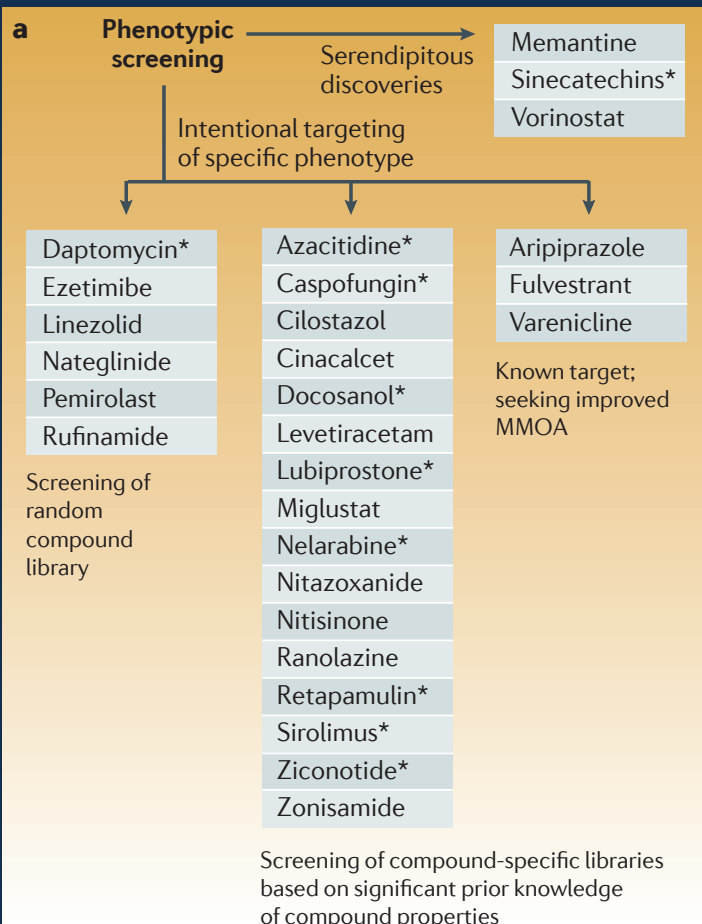 a
Phenotypic
screening
Serendipitous
discoveries
Memantine
Sinecatechins*
Vorinostat
Intentional targeting
of specific phenotype
Daptomycin*
Ezetimibe
Linezolid
Nateglinide
Pemirolast
Rufinamide
Screening of
random
compound
library
Azacitidine*
Caspofungin*
Cilostazol
Cinacalcet
Docosanol*
Levetiracetam
Lubiprostone*
Miglustat
Nelarabine*
Nitazoxanide
Nitisinone
Ranolazine
Retapamulin*
Sirolimus*
Ziconotide*
Zonisamide
Screening of compound-specific libraries
based on significant prior knowledge
of compound properties
Aripiprazole
Fulvestrant
Varenicline
Known target;
seeking improved
MMOA